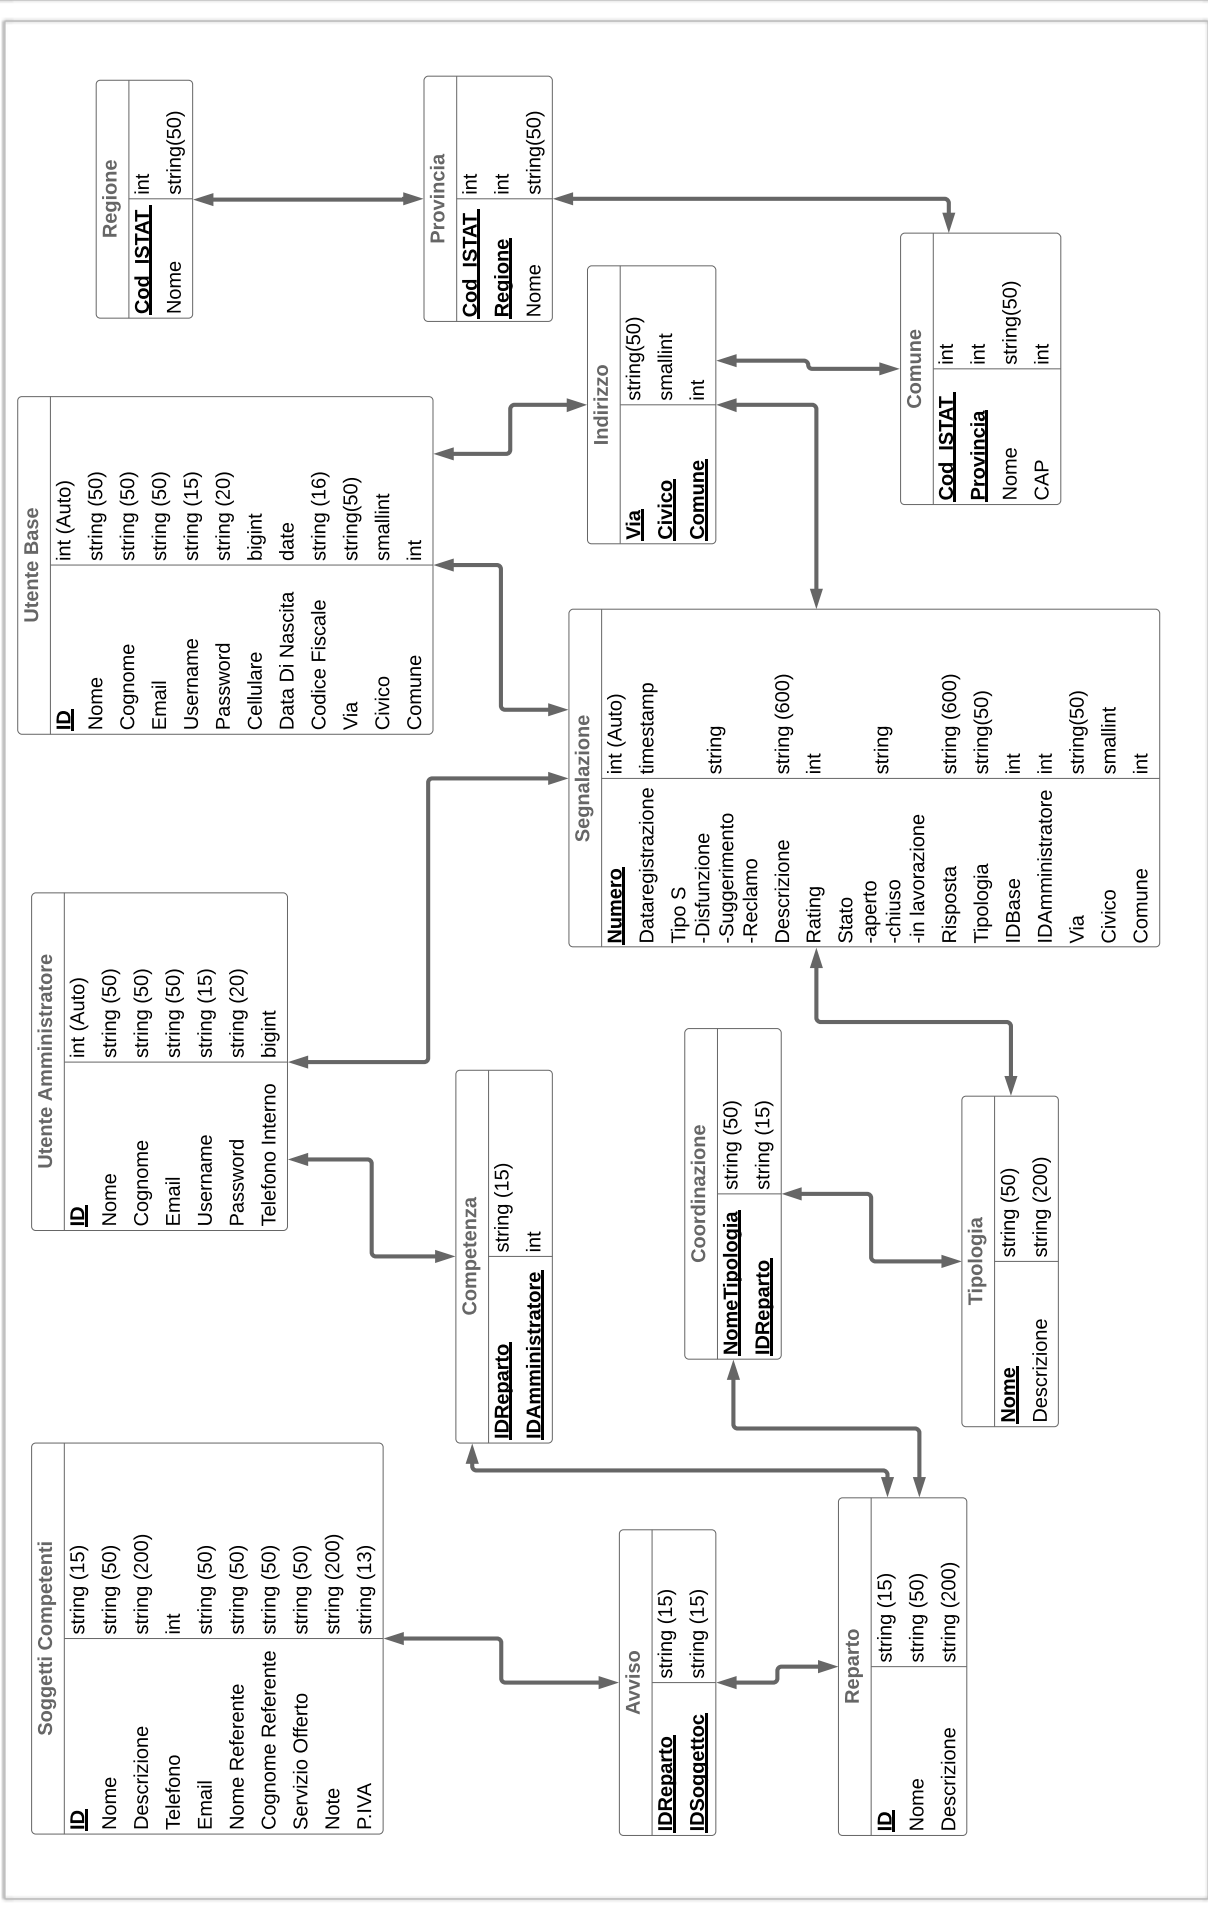 Soggetti Competenti
ID string (15)
Nome string (50)
Descrizione string (200)
Telefono int
Email string (50)
Nome Referente string (50)
Cognome Referente string (50)
Servizio Offerto string (50)
Note string (200)
P.IVA string (13)
Utente Amministratore
ID int (Auto)
Nome string (50)
Cognome string (50)
Email string (50)
Username string (15)
Password string (20)
Telefono Interno bigint
Utente Base
ID int (Auto)
Nome string (50)
Cognome string (50)
Email string (50)
Username string (15)
Password string (20)
Cellulare bigint
Data Di Nascita date
Codice Fiscale string (16)
Via string(50)
Civico smallint
Comune int
Regione
Cod_ISTAT int
Nome string(50)
Provincia
Cod_ISTAT int
Regione int
Nome string(50)
Competenza
IDReparto string (15)
IDAmministratore int
Avviso
IDReparto string (15)
IDSoggettoc string (15)
Segnalazione
Numero int (Auto)
Dataregistrazione timestamp
Tipo S
-Disfunzione string
-Suggerimento
-Reclamo
Descrizione string (600)
Rating int
Stato
-aperto string
-chiuso
-in lavorazione
Risposta string (600)
Tipologia string(50)
IDBase int
IDAmministratore int
Via string(50)
Civico smallint
Comune int
Indirizzo
Via string(50)
Civico smallint
Comune int
Coordinazione
NomeTipologia string (50)
IDReparto string (15)
Reparto
ID string (15)
Nome string (50)
Descrizione string (200)
Tipologia
Nome string (50)
Descrizione string (200)
Comune
Cod_ISTAT int
Provincia int
Nome string(50)
CAP int